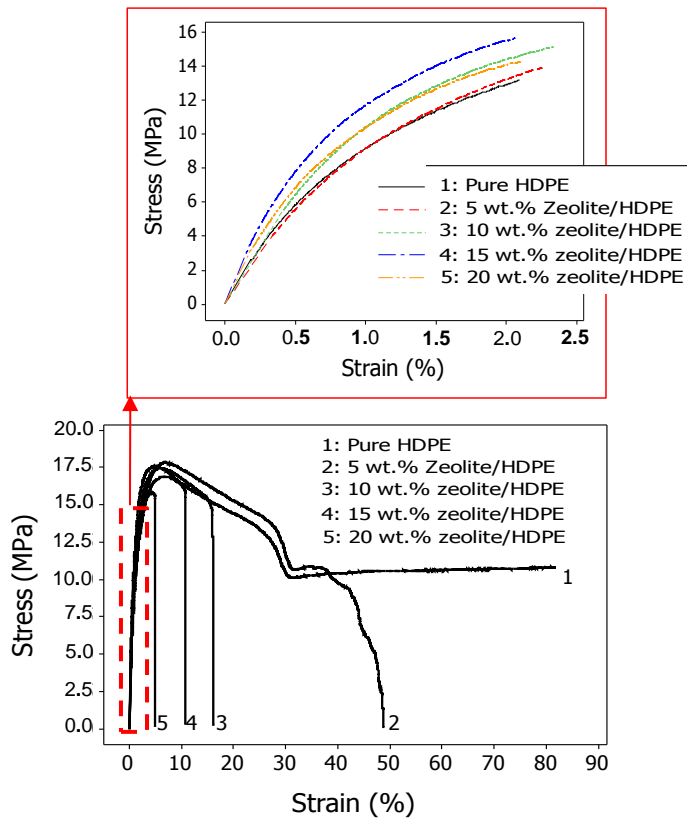 16
14
12
10
8
6
4
2
0
Stress (MPa)
1: Pure HDPE
2: 5 wt.% Zeolite/HDPE
3: 10 wt.% zeolite/HDPE
4: 15 wt.% zeolite/HDPE
5: 20 wt.% zeolite/HDPE
0.0 0.5 1.0 1.5 2.0 2.5
Strain (%)
20.0
17.5
15.0
12.5
10.0
7.5
5.0
2.5
0.0
Stress (MPa)
1: Pure HDPE
2: 5 wt.% Zeolite/HDPE
3: 10 wt.% zeolite/HDPE
4: 15 wt.% zeolite/HDPE
5: 20 wt.% zeolite/HDPE
1
5 4 3 2
0 10 20 30 40 50 60 70 80 90
Strain (%)